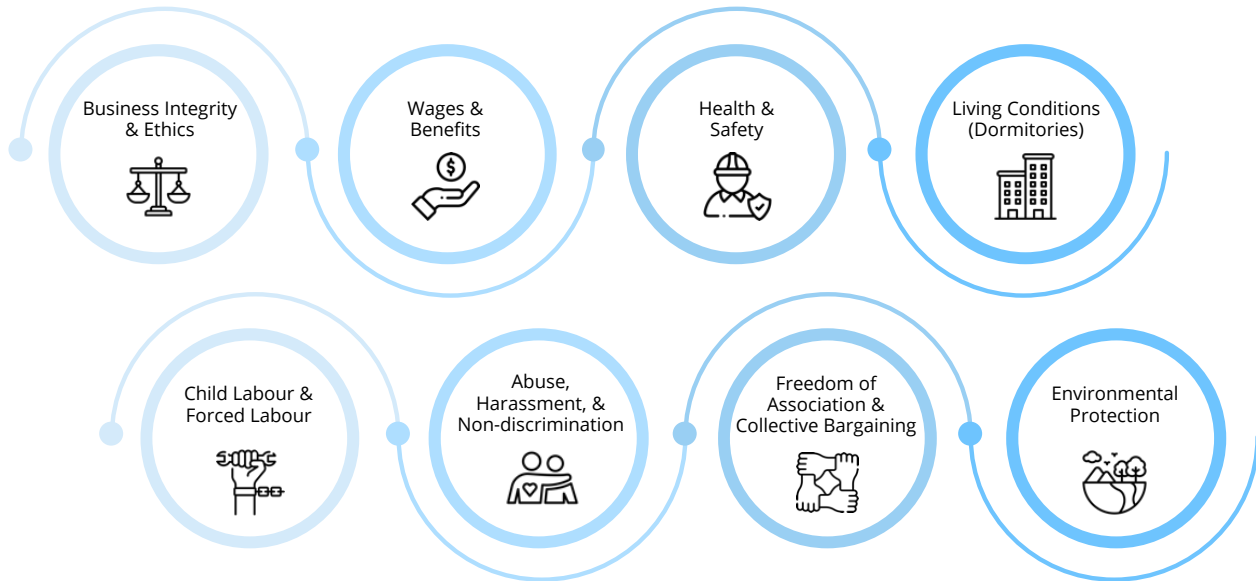 Business Integrity
& Ethics
Wages &
Benefits
$
Health &
Safety
Living Conditions
(Dormitories)
Child Labour &
Forced Labour
Abuse,
Harassment, &
Non-discrimination
Freedom of
Association &
Collective Bargaining
Environmental
Protection